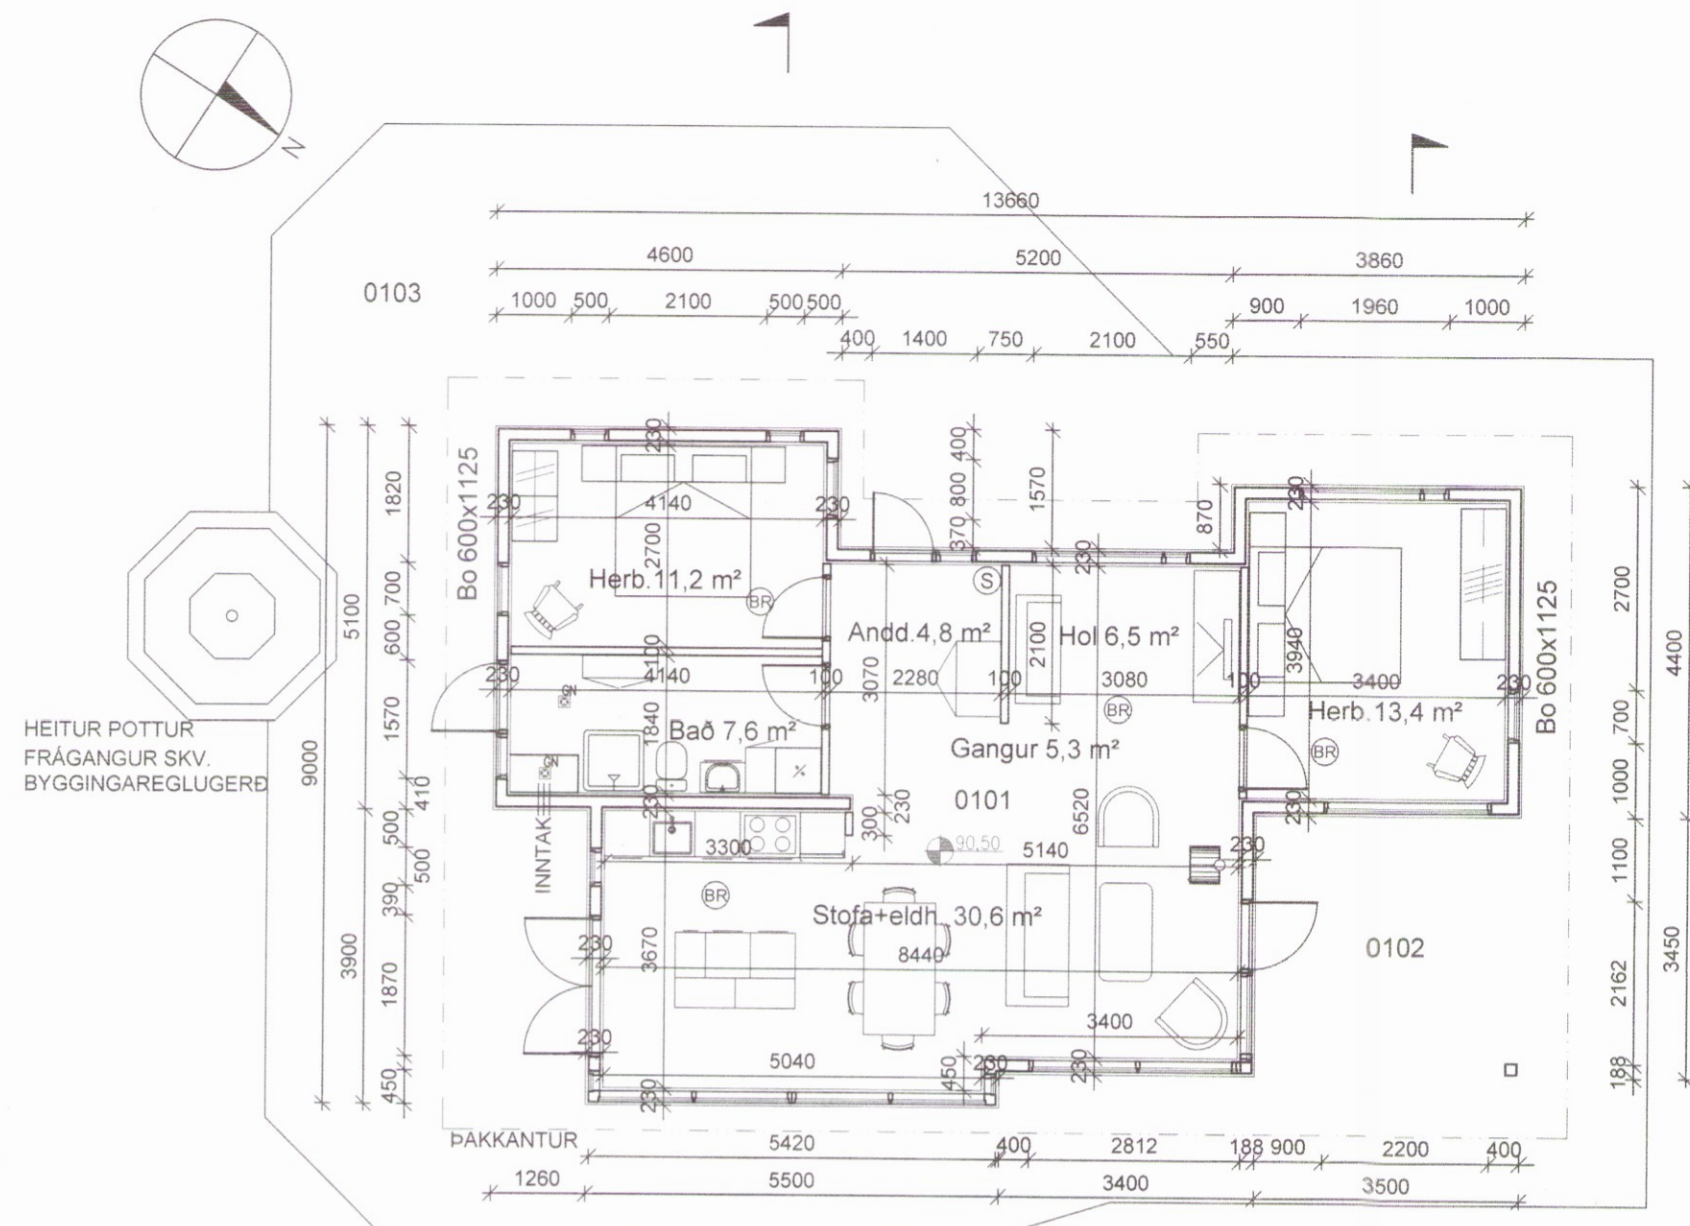 N
13660
4600 5200 3860
0103
1000 500 2100 500 500 900 1960 1000
400 1400 750 2100 550
Bo 600x1125
230
400
800
370
1570
870
230
1820
700
600
1570
410
500
500
390
1870
450
5100
3900
9000
230 4140 230
2700
Herb.11,2 m²
BR
S
230
Andd.4,8 m²
Hol 6,5 m²
2100
3940
2700
4400
Bo 600x1125
100
230 4140 100 2280 100 3080 100 3400 230
3070
BR
Herb.13,4 m²
BR
700
HEITUR POTTUR
FRÁGANGUR SKV.
BYGGINGAREGLUGERÐ
GN
GN
1840
Bað 7,6 m²
Gangur 5,3 m²
0101
INNTAK
230
300
230
6520
230
1000
3300
90,50
5140
230
1100
BR
Stofa+eldh. 30,6 m²
8440
0102
230
3670
3450
2162
3400
230
5040
450
230
230
230
188
ÞAKKANTUR
5420 400 2812 188 900 2200 400
1260 5500 3400 3500